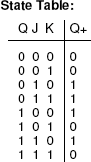 State Table:
Q J K Q+
0 0 0 0
0 0 1 0
0 1 0 1
0 1 1 1
1 0 0 1
1 0 1 0
1 1 0 1
1 1 1 0